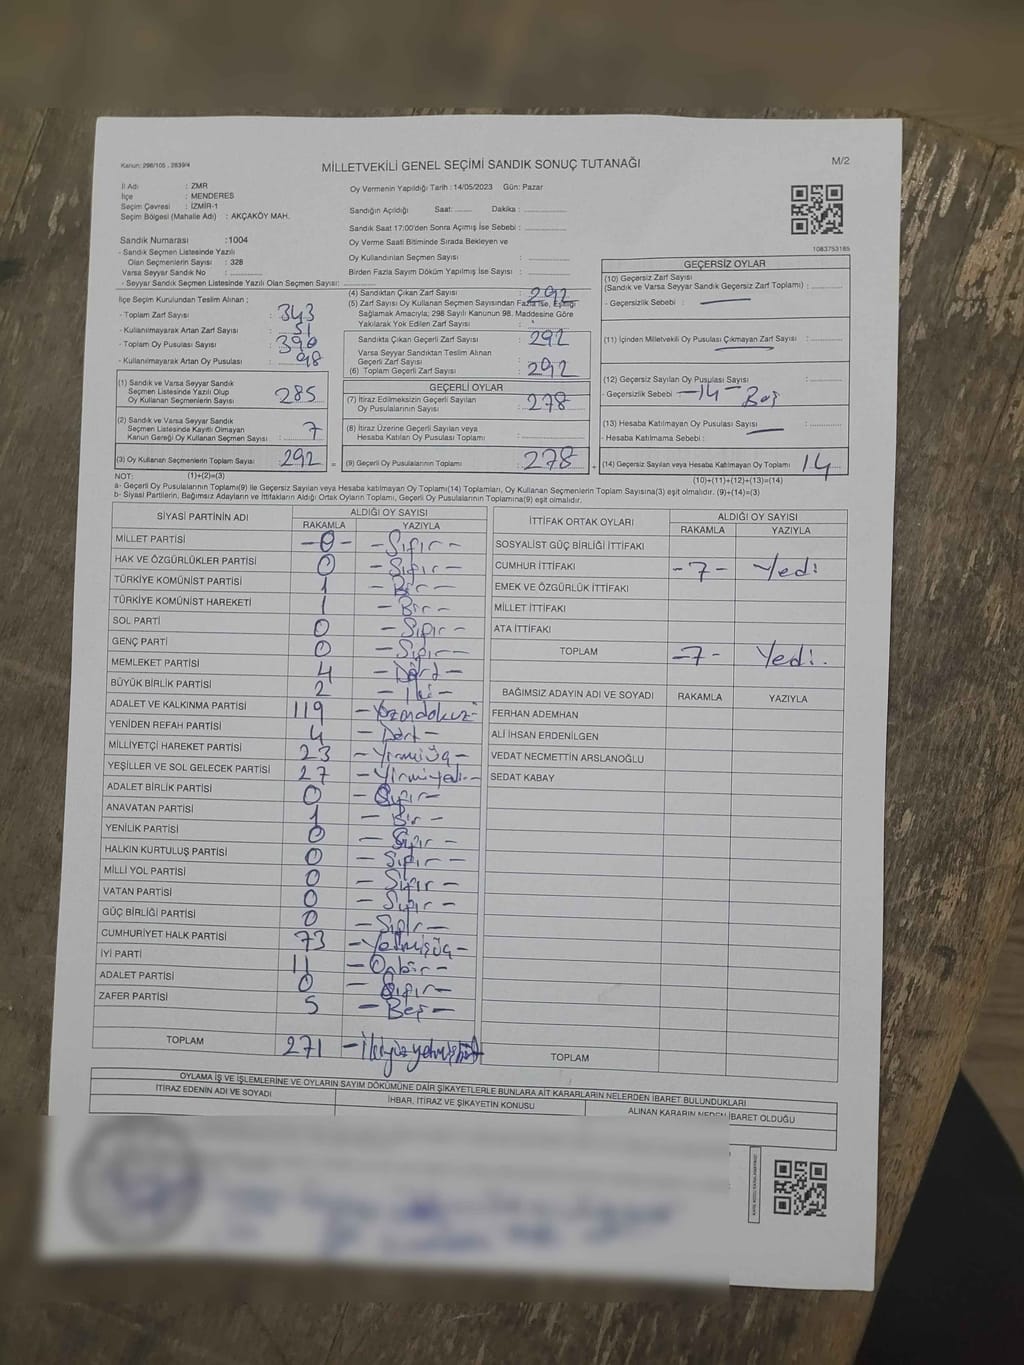 Kanun: 298/105 , 2839/4
MİLLETVEKİLİ GENEL SEÇİMİ SANDIK SONUÇ TUTANAĞI
M/2
İl Adı : ZMR
İlçe : MENDERES
Seçim Çevresi : İZMİR-1
Seçim Bölgesi (Mahalle Adı) : AKÇAKÖY MAH.
Oy Vermenin Yapıldığı Tarih : 14/05/2023 Gün: Pazar
Sandığın Açıldığı Saat: ........ Dakika : ....................
Sandık Saat 17:00'den Sonra Açımış İse Sebebi : ....................
Oy Verme Saati Bitiminde Sırada Bekleyen ve
Oy Kullandırılan Seçmen Sayısı : ....................
Birden Fazla Sayım Döküm Yapılmış İse Sayısı : ....................
1083753185
Sandık Numarası :1004
- Sandık Seçmen Listesinde Yazılı
Olan Seçmenlerin Sayısı : 328
Varsa Seyyar Sandık No : ............
- Seyyar Sandık Seçmen Listesinde Yazılı Olan Seçmen Sayısı: ............
İlçe Seçim Kurulundan Teslim Alınan ;
- Toplam Zarf Sayısı : 343
- Kullanılmayarak Artan Zarf Sayısı : 51
- Toplam Oy Pusulası Sayısı : 390
- Kullanılmayarak Artan Oy Pusulası : 98
(1) Sandık ve Varsa Seyyar Sandık
Seçmen Listesinde Yazılı Olup
Oy Kullanan Seçmenlerin Sayısı 285
(2) Sandık ve Varsa Seyyar Sandık
Seçmen Listesinde Kayıtlı Olmayan
Kanun Gereği Oy Kullanan Seçmen Sayısı : 7
(3) Oy Kullanan Seçmenlerin Toplam Sayısı 292 =
(4) Sandıktan Çıkan Zarf Sayısı : 292
(5) Zarf Sayısı Oy Kullanan Seçmen Sayısından Fazla İse, Eşitliği
Sağlamak Amacıyla; 298 Sayılı Kanunun 98. Maddesine Göre
Yakılarak Yok Edilen Zarf Sayısı :
Sandıkta Çıkan Geçerli Zarf Sayısı : 292
Varsa Seyyar Sandıktan Teslim Alınan
Geçerli Zarf Sayısı :
(6) Toplam Geçerli Zarf Sayısı : 292
GEÇERLİ OYLAR
(7) İtiraz Edilmeksizin Geçerli Sayılan
Oy Pusulasılarının Sayısı : 278
(8) İtiraz Üzerine Geçerli Sayılan veya
Hesaba Katılan Oy Pusulası Toplamı : ....................
(9) Geçerli Oy Pusulalarının Toplamı : 278 +
GEÇERSİZ OYLAR
(10) Geçersiz Zarf Sayısı
(Sandık ve Varsa Seyyar Sandık Geçersiz Zarf Toplamı) : ............
- Geçersizlik Sebebi :
(11) İçinden Milletvekili Oy Pusulası Çıkmayan Zarf Sayısı : ............
(12) Geçersiz Sayılan Oy Pusulası Sayısı : ............
- Geçersizlik Sebebi -14- Boş
(13) Hesaba Katılmayan Oy Pusulası Sayısı : ............
- Hesaba Katılmama Sebebi :
(14) Geçersiz Sayılan veya Hesaba Katılmayan Oy Toplamı 14
NOT: (1)+(2)=(3)
(10)+(11)+(12)+(13)=(14)
a- Geçerli Oy Pusulalarının Toplamı(9) ile Geçersiz Sayılan veya Hesaba Katılmayan Oy Toplamı(14) Toplamları, Oy Kullanan Seçmenlerin Toplam Sayısına(3) eşit olmalıdır. (9)+(14)=(3)
b- Siyasi Partilerin, Bağımsız Adayların ve İttifakların Aldığı Ortak Oyların Toplamı, Geçerli Oy Pusulalarının Toplamına(9) eşit olmalıdır.
SİYASİ PARTİNİN ADI ALDIĞI OY SAYISI
RAKAMLA YAZIYLA
MİLLET PARTİSİ -0- -Sıfır-
HAK VE ÖZGÜRLÜKLER PARTİSİ 0 -Sıfır-
TÜRKİYE KOMÜNİST PARTİSİ 1 -Bir-
TÜRKİYE KOMÜNİST HAREKETİ 1 -Bir-
SOL PARTİ 0 -Sıfır-
GENÇ PARTİ 0 -Sıfır-
MEMLEKET PARTİSİ 4 -Dört-
BÜYÜK BİRLİK PARTİSİ 2 -İki-
ADALET VE KALKINMA PARTİSİ 119 -Yüzondokuz-
YENİDEN REFAH PARTİSİ 4 -Dört-
MİLLİYETÇİ HAREKET PARTİSİ 23 -Yirmiüç-
YEŞİLLER VE SOL GELECEK PARTİSİ 27 -Yirmiyedi-
ADALET BİRLİK PARTİSİ 0 -Sıfır-
ANAVATAN PARTİSİ 1 -Bir-
YENİLİK PARTİSİ 0 -Sıfır-
HALKIN KURTULUŞ PARTİSİ 0 -Sıfır-
MİLLİ YOL PARTİSİ 0 -Sıfır-
VATAN PARTİSİ 0 -Sıfır-
GÜÇ BİRLİĞİ PARTİSİ 0 -Sıfır-
CUMHURİYET HALK PARTİSİ 73 -Yetmişüç-
İYİ PARTİ 11 -Onbir-
ADALET PARTİSİ 0 -Sıfır-
ZAFER PARTİSİ 5 -Beş-
TOPLAM 271 -İkiyüzyetmişbir
İTTİFAK ORTAK OYLARI ALDIĞI OY SAYISI
RAKAMLA YAZIYLA
SOSYALİST GÜÇ BİRLİĞİ İTTİFAKI
CUMHUR İTTİFAKI -7- Yedi
EMEK VE ÖZGÜRLÜK İTTİFAKI
MİLLET İTTİFAKI
ATA İTTİFAKI
TOPLAM -7- Yedi.
BAĞIMSIZ ADAYIN ADI VE SOYADI RAKAMLA YAZIYLA
FERHAN ADEMHAN
ALİ İHSAN ERDENİLGEN
VEDAT NECMETTİN ARSLANOĞLU
SEDAT KABAY
TOPLAM
OYLAMA İŞ VE İŞLEMLERİNE VE OYLARIN SAYIM DÖKÜMÜNE DAİR ŞİKAYETLERLE BUNLARA AİT KARARLARIN NELERDEN İBARET BULUNDUKLARI
İTİRAZ EDENİN ADI VE SOYADI İHBAR, İTİRAZ VE ŞİKAYETİN KONUSU ALINAN KARARIN NEDEN İBARET OLDUĞU